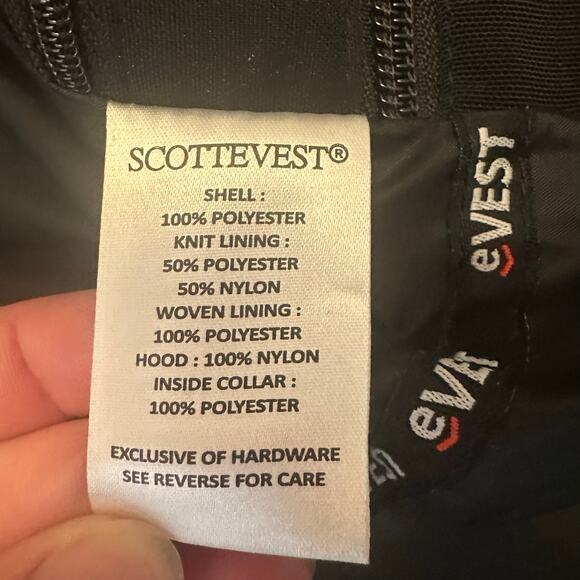 SCOTTEVEST®
SHELL :
100% POLYESTER
KNIT LINING :
50% POLYESTER
50% NYLON
WOVEN LINING :
100% POLYESTER
HOOD : 100% NYLON
INSIDE COLLAR :
100% POLYESTER
EXCLUSIVE OF HARDWARE
SEE REVERSE FOR CARE
eVEST